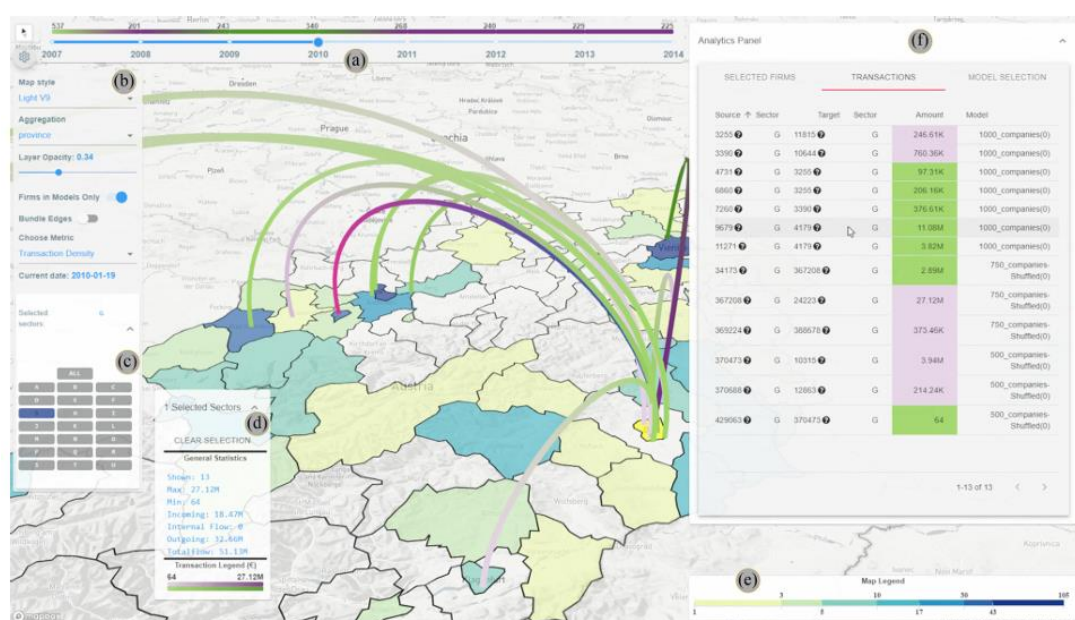 537 201 243 340 268 240 229 225
2007 2008 2009 2010 2011 2012 2013 2014
(a)
(b)
Map style
Light V9
Aggregation
province
Layer Opacity: 0.34
Firms in Models Only
Bundle Edges
Choose Metric
Transaction Density
Current date: 2010-01-19
Selected sectors: 6
(c)
ALL
A B C
D E F
H I
J K L
M N O
P Q R
S T U
1 Selected Sectors
(d)
CLEAR SELECTION
General Statistics
Shown: 13
Max: 27.12M
Min: 64
Incoming: 18.47M
Internal Flow: 0
Outgoing: 32.66M
Totalflow: 51.13M
Transaction Legend (€)
64 27.12M
Dresden
Prague
Hradec Králové
Pardubice
Olomouc
Brno
Austria
Analytics Panel
(f)
SELECTED FIRMS TRANSACTIONS MODEL SELECTION
Source ↑ Sector Target Sector Amount Model
3255 G 11815 G 246.61K 1000_companies(0)
3390 G 10644 G 760.36K 1000_companies(0)
4731 G 3255 G 97.31K 1000_companies(0)
6868 G 3255 G 206.16K 1000_companies(0)
7260 G 3390 G 376.61K 1000_companies(0)
9679 G 4179 G 11.08M 1000_companies(0)
11271 G 4179 G 3.82M 1000_companies(0)
34173 G 367208 G 2.89M 750_companies-Shuffled(0)
367208 G 24223 G 27.12M 750_companies-Shuffled(0)
369224 G 388678 G 373.46K 750_companies-Shuffled(0)
370473 G 10315 G 3.94M 500_companies-Shuffled(0)
370688 G 12863 G 214.24K 500_companies-Shuffled(0)
429063 G 370475 G 64 500_companies-Shuffled(0)
1-13 of 13
Koprivnica
(e)
Map Legend
3 10 30 105
1 5 17 43